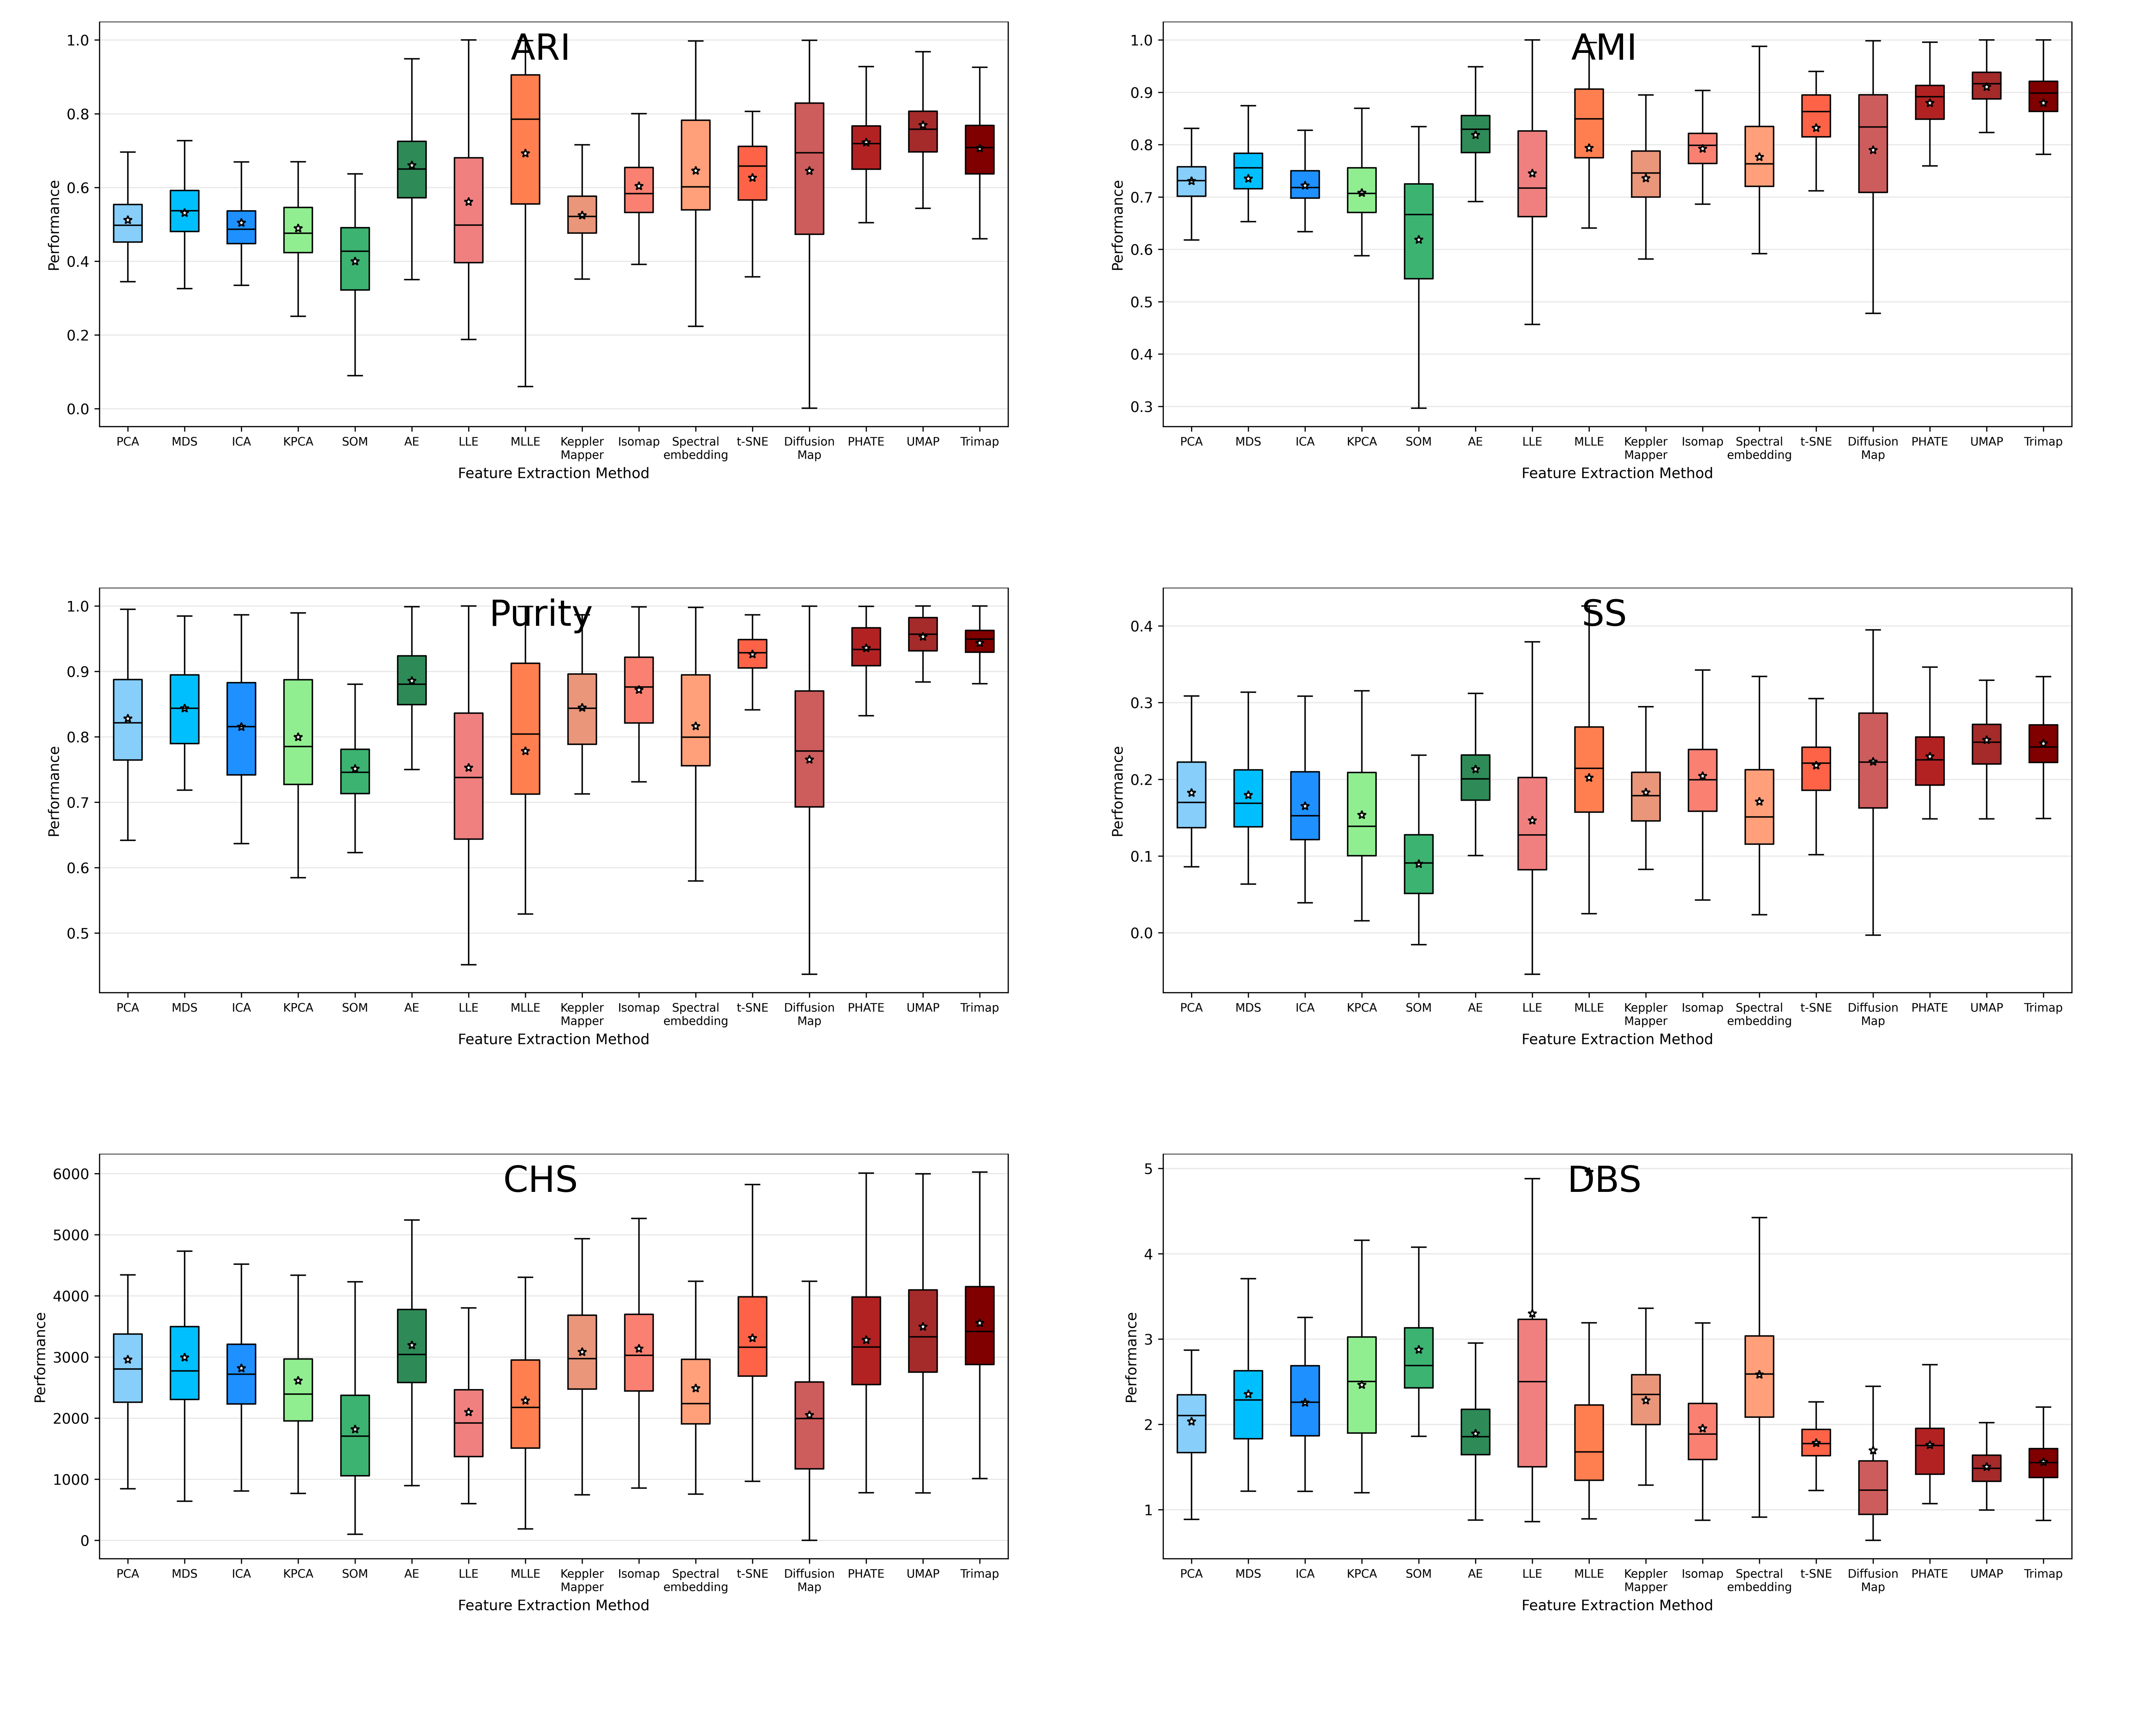 ARI
1.0
0.8
0.6
0.4
0.2
0.0
Performance
PCA MDS ICA KPCA SOM AE LLE MLLE Keppler Isomap Spectral t-SNE Diffusion PHATE UMAP Trimap
Mapper embedding Map
Feature Extraction Method
AMI
1.0
0.9
0.8
0.7
0.6
0.5
0.4
0.3
Performance
PCA MDS ICA KPCA SOM AE LLE MLLE Keppler Isomap Spectral t-SNE Diffusion PHATE UMAP Trimap
Mapper embedding Map
Feature Extraction Method
Purity
1.0
0.9
0.8
0.7
0.6
0.5
Performance
PCA MDS ICA KPCA SOM AE LLE MLLE Keppler Isomap Spectral t-SNE Diffusion PHATE UMAP Trimap
Mapper embedding Map
Feature Extraction Method
SS
0.4
0.3
0.2
0.1
0.0
Performance
PCA MDS ICA KPCA SOM AE LLE MLLE Keppler Isomap Spectral t-SNE Diffusion PHATE UMAP Trimap
Mapper embedding Map
Feature Extraction Method
CHS
6000
5000
4000
3000
2000
1000
0
Performance
PCA MDS ICA KPCA SOM AE LLE MLLE Keppler Isomap Spectral t-SNE Diffusion PHATE UMAP Trimap
Mapper embedding Map
Feature Extraction Method
DBS
5
4
3
2
1
Performance
PCA MDS ICA KPCA SOM AE LLE MLLE Keppler Isomap Spectral t-SNE Diffusion PHATE UMAP Trimap
Mapper embedding Map
Feature Extraction Method